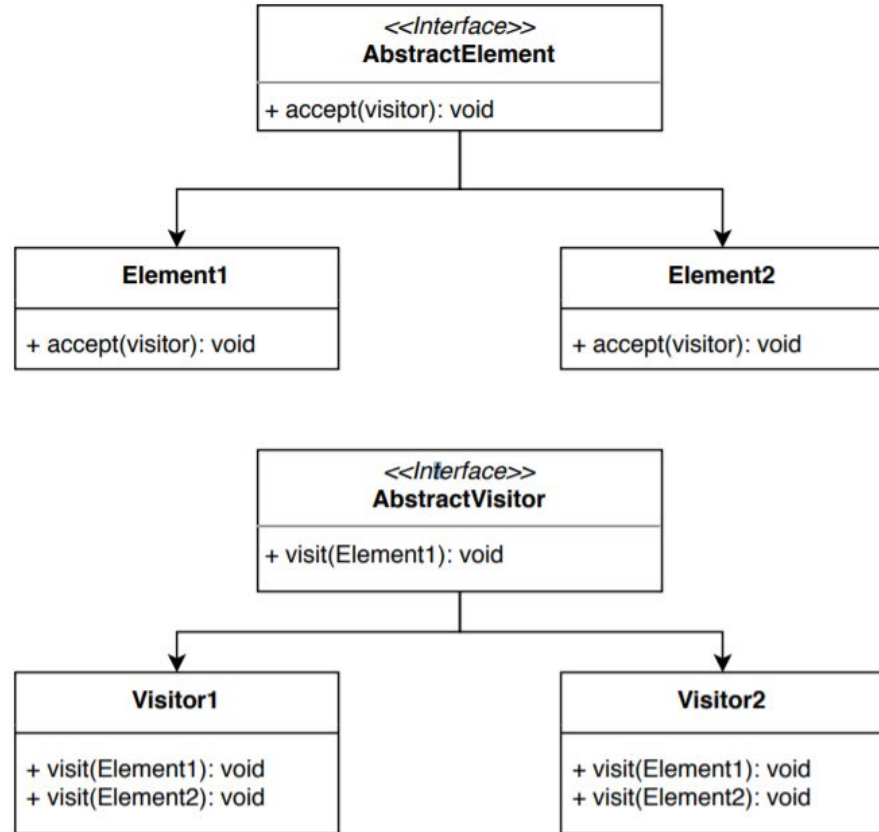 <<Interface>>
AbstractElement
+ accept(visitor): void
Element1
+ accept(visitor): void
Element2
+ accept(visitor): void
<<Interface>>
AbstractVisitor
+ visit(Element1): void
Visitor1
+ visit(Element1): void
+ visit(Element2): void
Visitor2
+ visit(Element1): void
+ visit(Element2): void